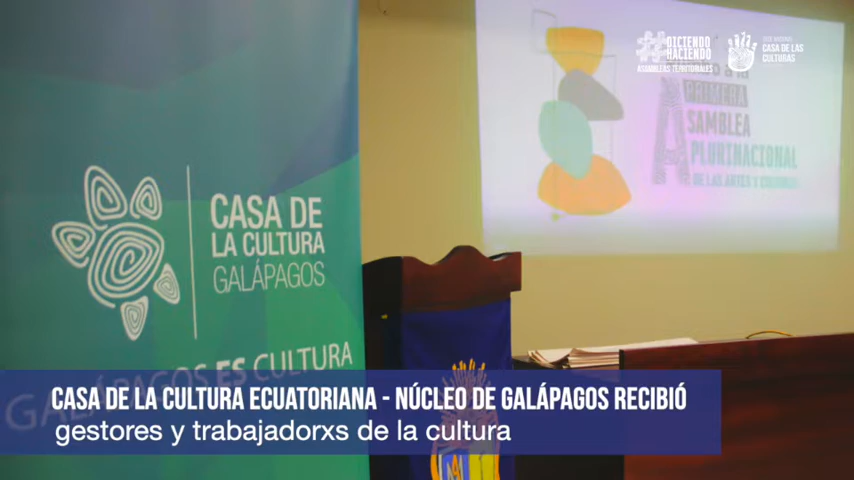 #DICIENDO
HACIENDO
ASAMBLEAS TERRITORIALES
CASA DE LAS
CULTURAS
a la
PRIMERA
ASAMBLEA
PLURINACIONAL
DE LAS ARTES Y
CASA DE
LA CULTURA
GALÁPAGOS
GALÁPAGOS ES CULTURA
CASA DE LA CULTURA ECUATORIANA - NÚCLEO DE GALÁPAGOS RECIBIÓ
gestores y trabajadorxs de la cultura